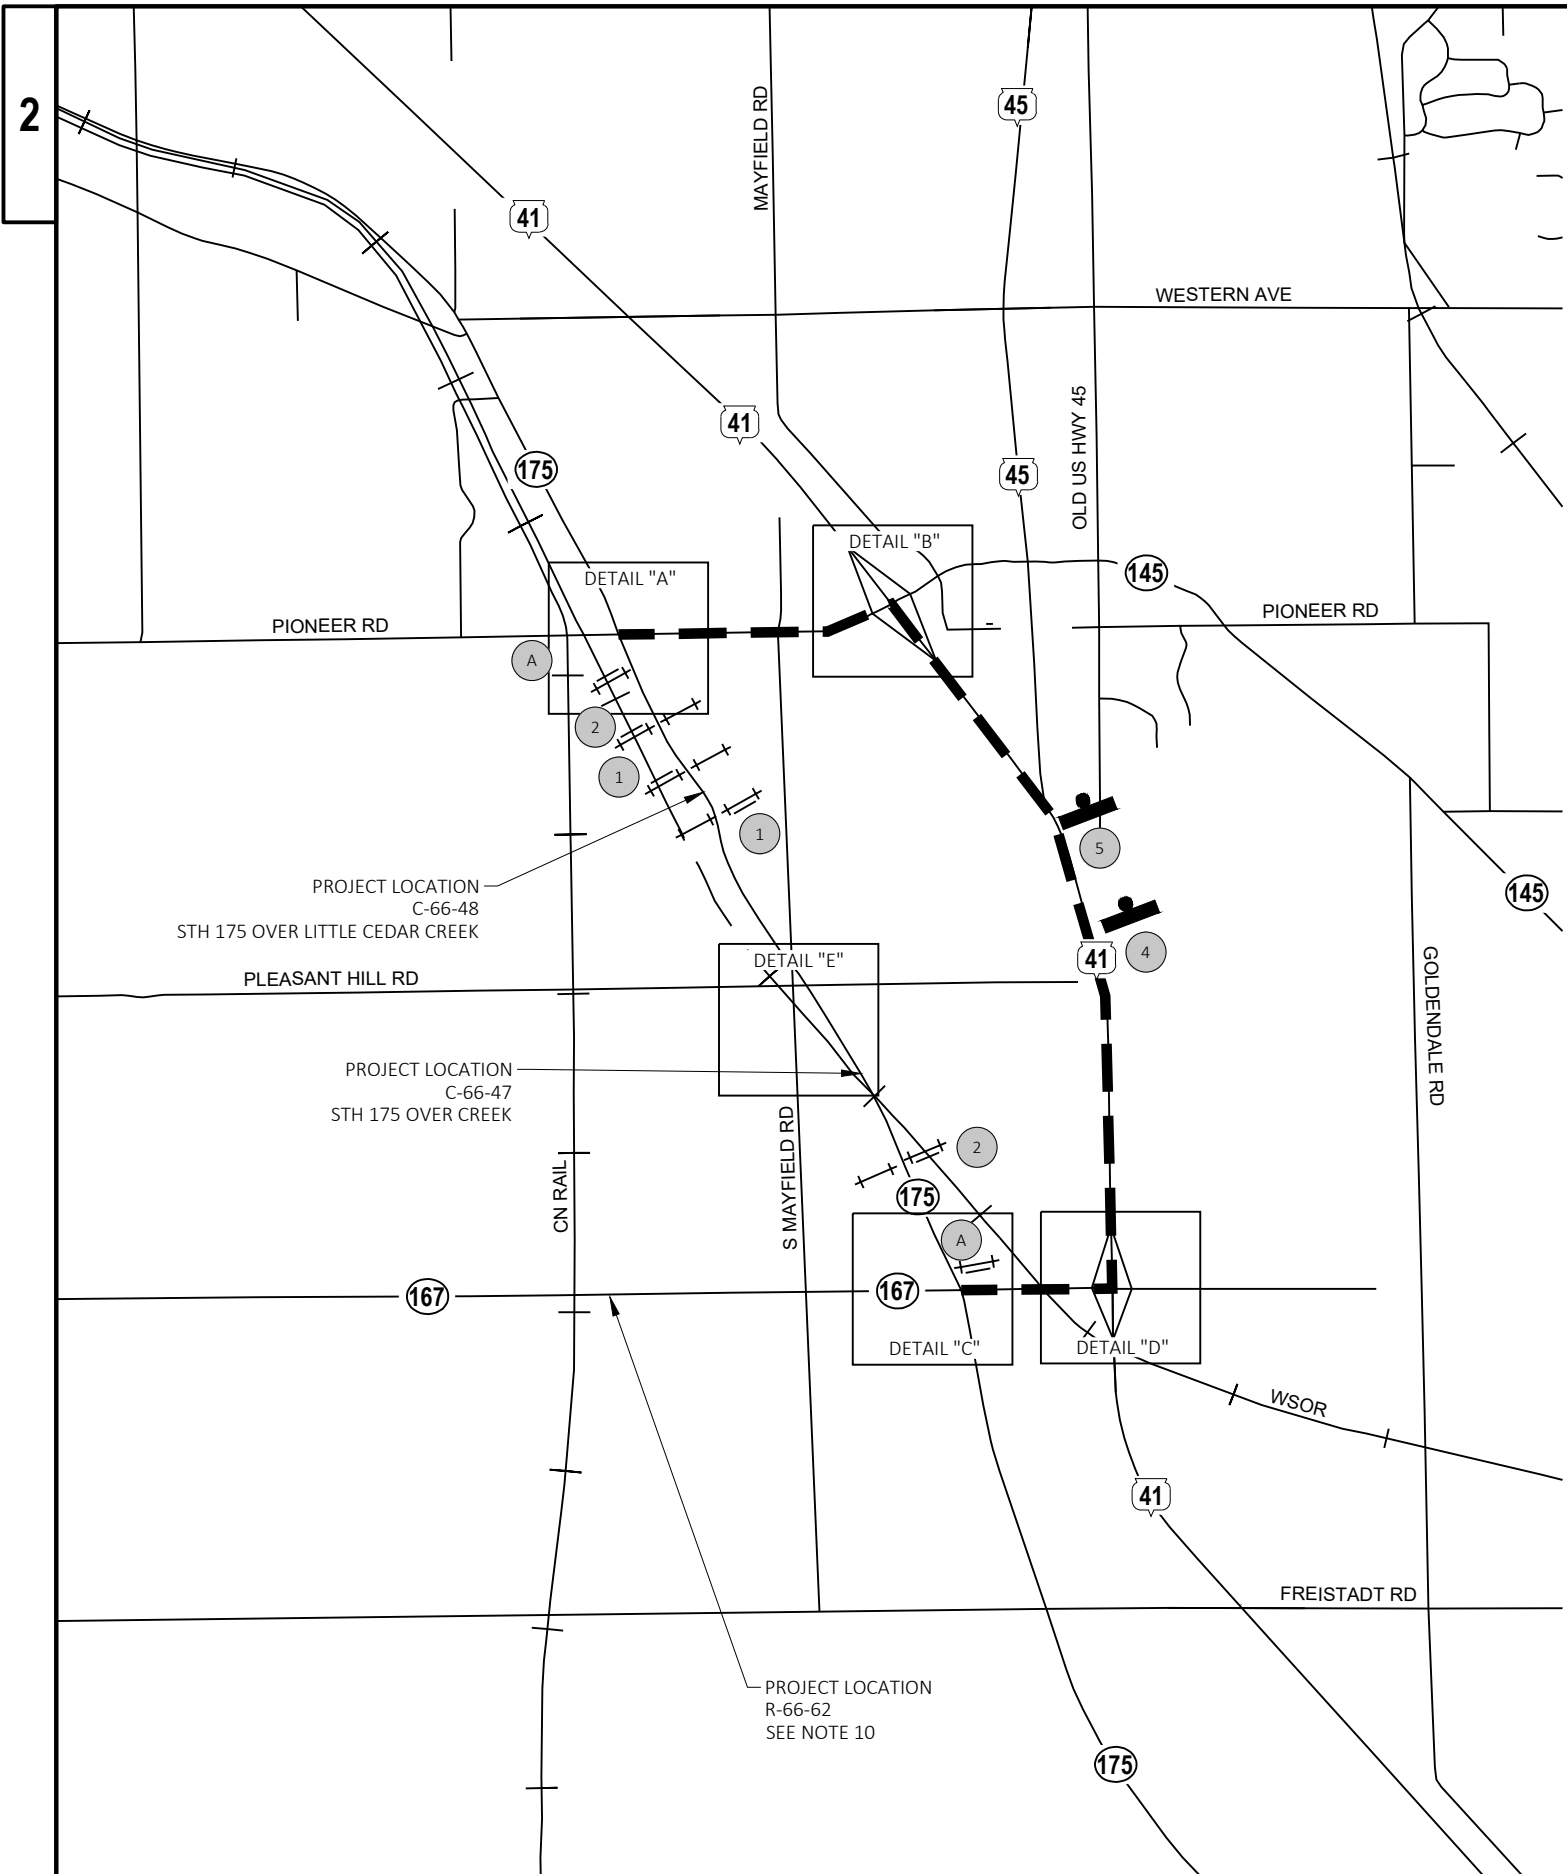 2
MAYFIELD RD
45
41
WESTERN AVE
41
OLD US HWY 45
175
45
DETAIL "B"
DETAIL "A"
145
PIONEER RD
PIONEER RD
A
2
1
1
5
PROJECT LOCATION
C-66-48
STH 175 OVER LITTLE CEDAR CREEK
145
4
41
DETAIL "E"
PLEASANT HILL RD
GOLDENDALE RD
PROJECT LOCATION
C-66-47
STH 175 OVER CREEK
S MAYFIELD RD
2
CN RAIL
175
A
167
167
DETAIL "C"
DETAIL "D"
WSOR
41
FREISTADT RD
PROJECT LOCATION
R-66-62
SEE NOTE 10
175